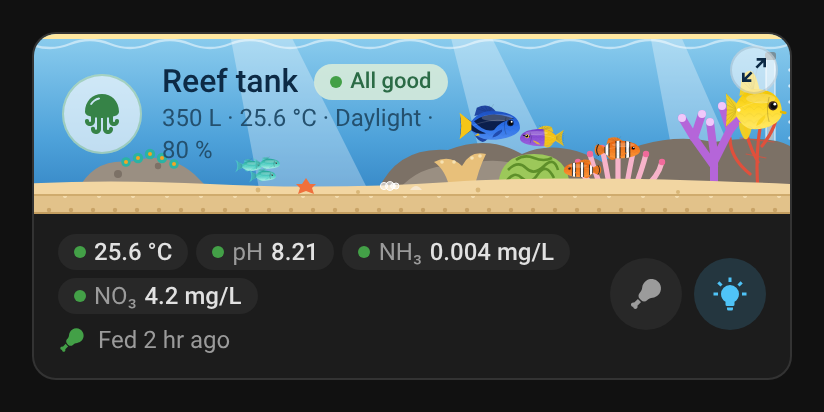 Reef tank All good
350 L · 25.6 °C · Daylight ·
80 %
25.6 °C pH 8.21 NH₃ 0.004 mg/L
NO₃ 4.2 mg/L
Fed 2 hr ago